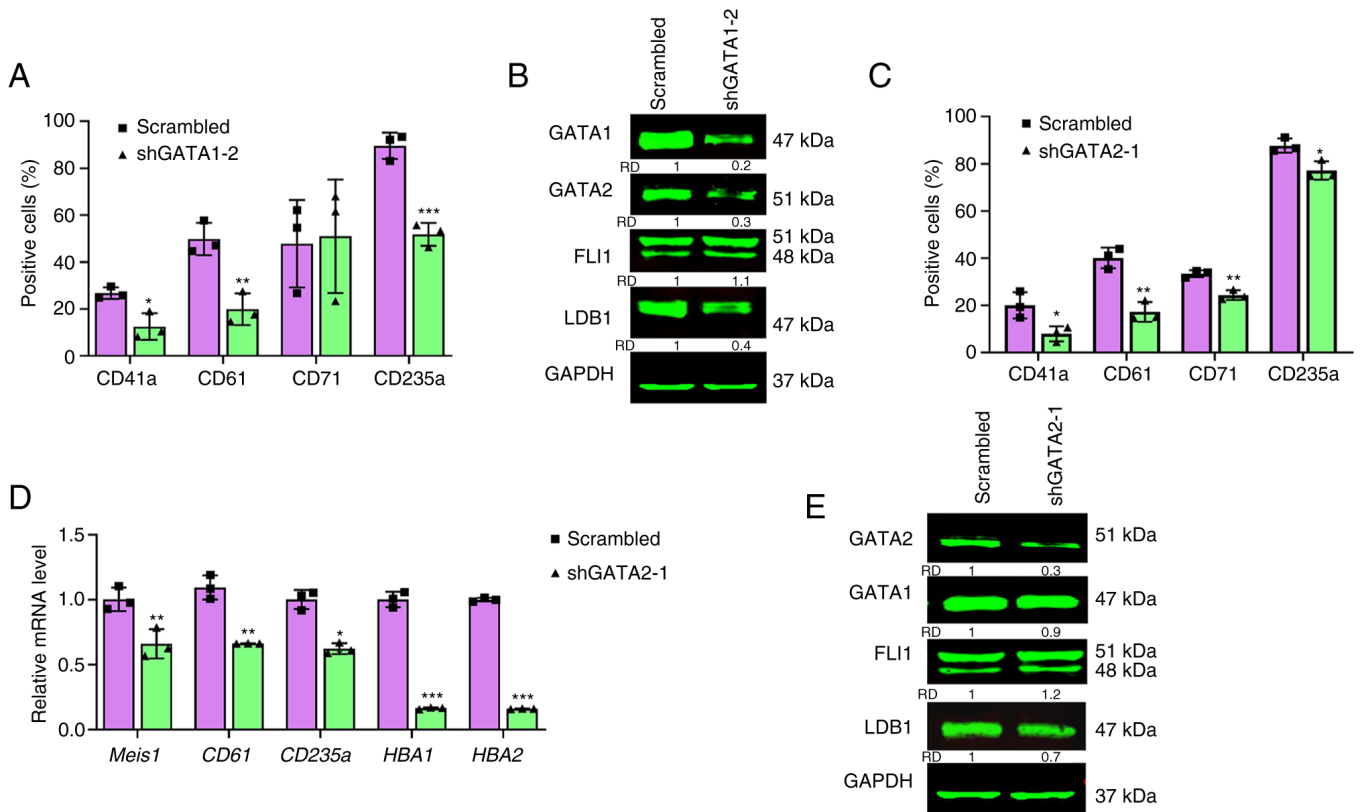 A
Scrambled
shGATA1-2
Positive cells (%)
100
80
60
40
20
0
* ** ***
CD41a CD61 CD71 CD235a
B
Scrambled shGATA1-2
GATA1 47 kDa
RD 1 0.2
GATA2 51 kDa
RD 1 0.3
FLI1 51 kDa
48 kDa
RD 1 1.1
LDB1 47 kDa
RD 1 0.4
GAPDH 37 kDa
C
Scrambled
shGATA2-1
Positive cells (%)
100
80
60
40
20
0
* ** ** *
CD41a CD61 CD71 CD235a
D
Scrambled
shGATA2-1
Relative mRNA level
1.5
1.0
0.5
0.0
** ** * *** ***
Meis1 CD61 CD235a HBA1 HBA2
E
Scrambled shGATA2-1
GATA2 51 kDa
RD 1 0.3
GATA1 47 kDa
RD 1 0.9
FLI1 51 kDa
48 kDa
RD 1 1.2
LDB1 47 kDa
RD 1 0.7
GAPDH 37 kDa